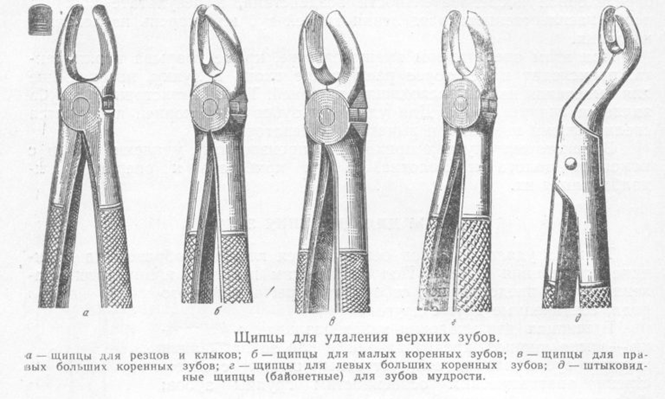 а
б
в
г
д
Щипцы для удаления верхних зубов.
а — щипцы для резцов и клыков; б — щипцы для малых коренных зубов; в — щипцы для пра-
вых больших коренных зубов; г — щипцы для левых больших коренных зубов; д — штыковид-
ные щипцы (байонетные) для зубов мудрости.